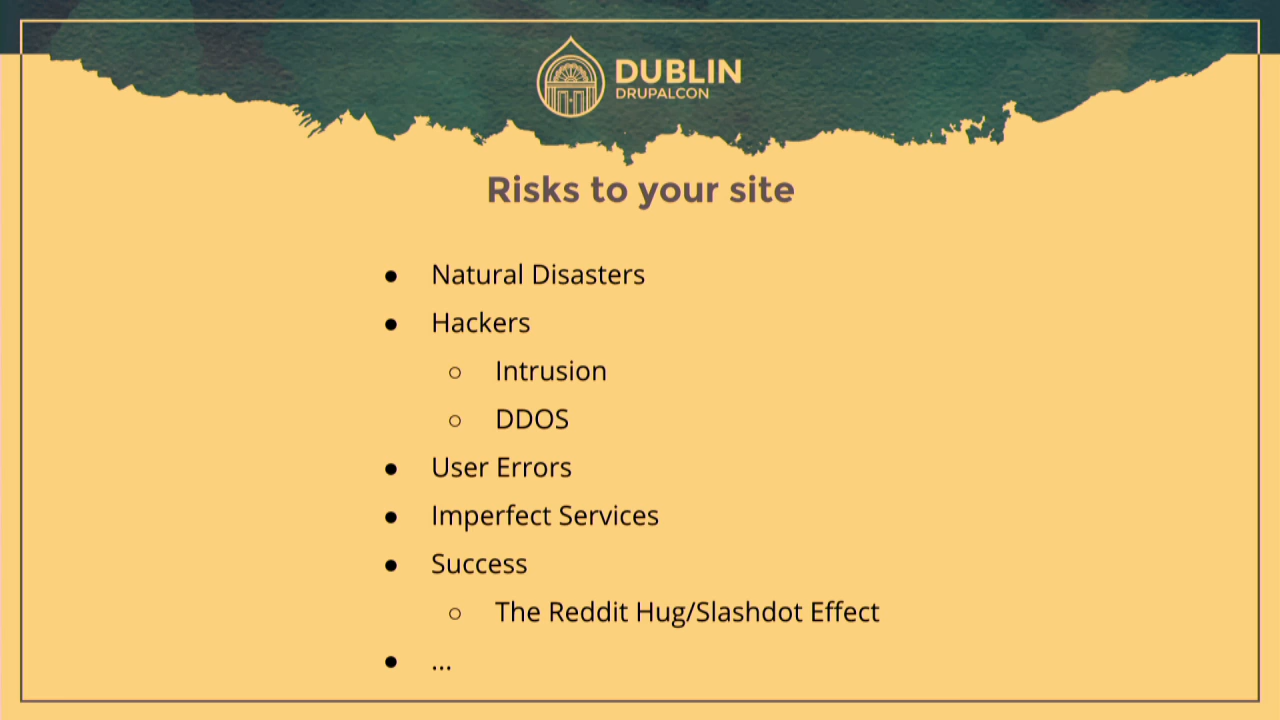 DUBLIN
DRUPALCON
Risks to your site
● Natural Disasters
● Hackers
○ Intrusion
○ DDOS
● User Errors
● Imperfect Services
● Success
○ The Reddit Hug/Slashdot Effect
● ...